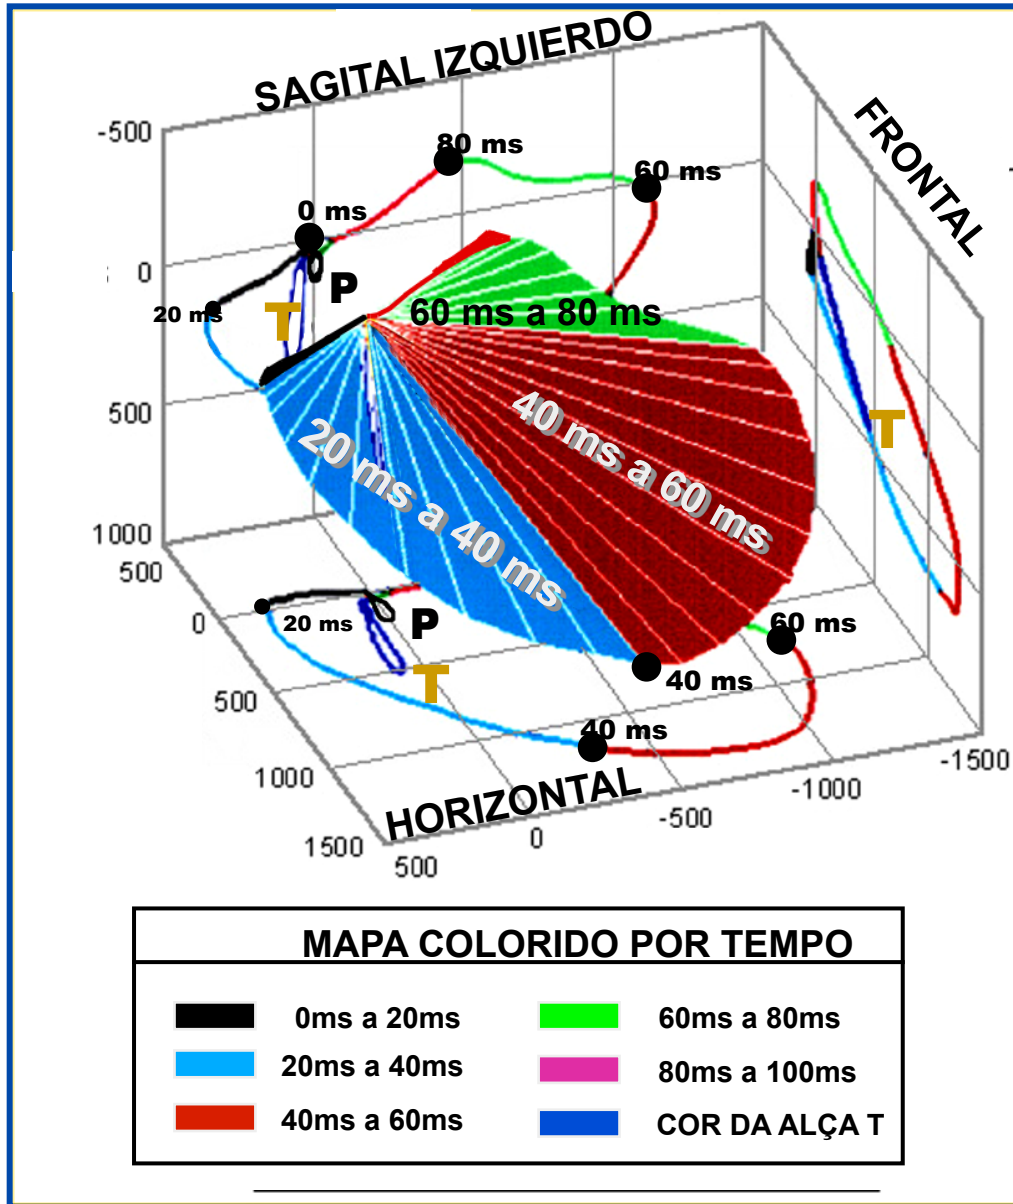 SAGITAL IZQUIERDO
FRONTAL
-500
80 ms
60 ms
0 ms
0
P
20 ms
T
60 ms a 80 ms
500
T
40 ms a 60 ms
20 ms a 40 ms
1000
500
0
20 ms
P
60 ms
T
40 ms
500
40 ms
1000
HORIZONTAL
-1500
-1000
-500
0
1500
500
MAPA COLORIDO POR TEMPO
0ms a 20ms
60ms a 80ms
20ms a 40ms
80ms a 100ms
40ms a 60ms
COR DA ALÇA T